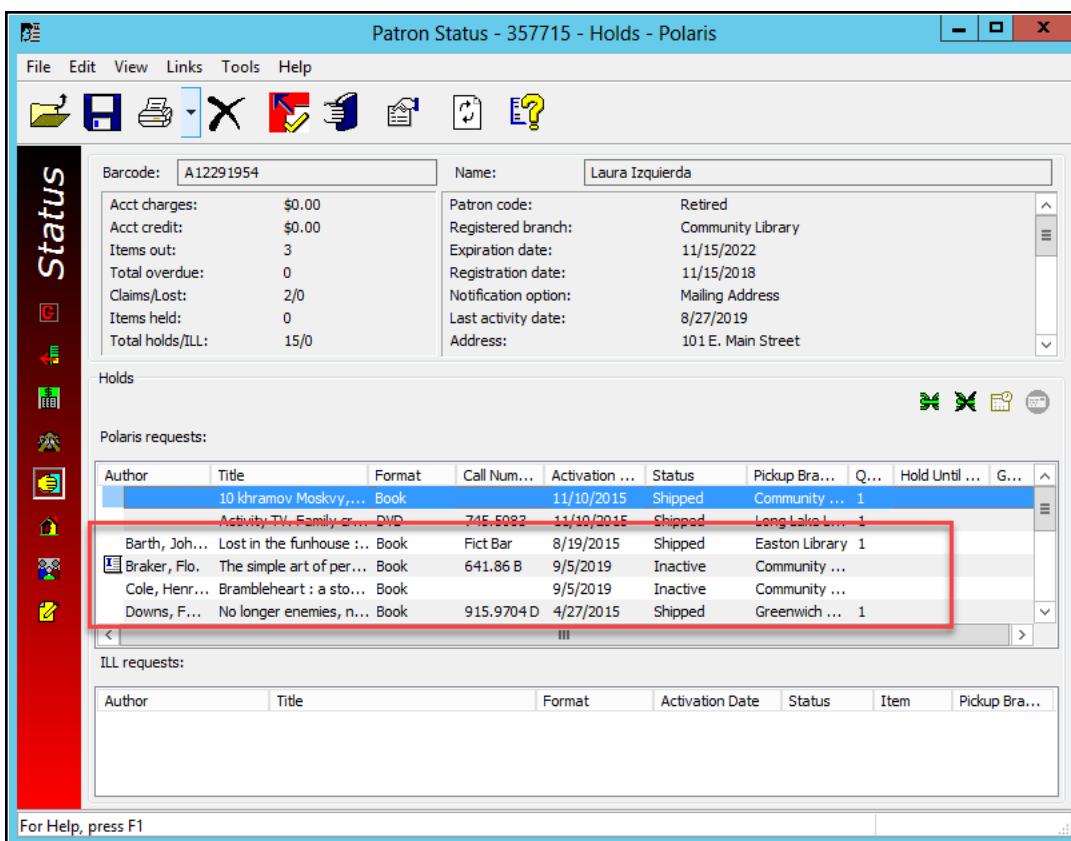 Patron Status - 357715 - Holds - Polaris
File Edit View Links Tools Help
Status
Barcode: A12291954 Name: Laura Izquierda
Acct charges: $0.00
Acct credit: $0.00
Items out: 3
Total overdue: 0
Claims/Lost: 2/0
Items held: 0
Total holds/ILL: 15/0
Patron code: Retired
Registered branch: Community Library
Expiration date: 11/15/2022
Registration date: 11/15/2018
Notification option: Mailing Address
Last activity date: 8/27/2019
Address: 101 E. Main Street
Holds
Polaris requests:
Author Title Format Call Num... Activation ... Status Pickup Bra... Q... Hold Until ... G...
10 khramov Moskvy,... Book 11/10/2015 Shipped Community ... 1
Activity TV. Family cr... DVD 745.5083 11/10/2015 Shipped Long Lake L... 1
Barth, Joh... Lost in the funhouse :.. Book Fict Bar 8/19/2015 Shipped Easton Library 1
Braker, Flo. The simple art of per... Book 641.86 B 9/5/2019 Inactive Community ...
Cole, Henr... Brambleheart : a sto... Book 9/5/2019 Inactive Community ...
Downs, F... No longer enemies, n... Book 915.9704 D 4/27/2015 Shipped Greenwich ... 1
ILL requests:
Author Title Format Activation Date Status Item Pickup Bra...
For Help, press F1